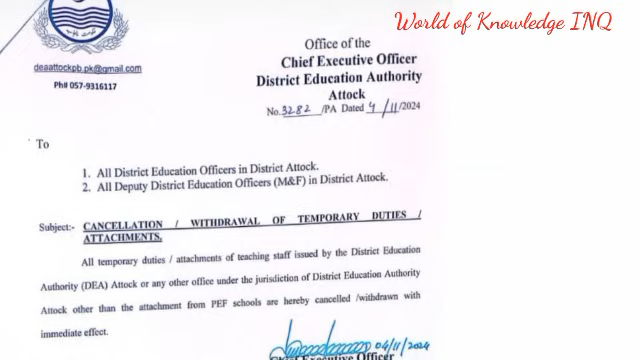 World of Knowledge INQ
deaattockpb.pk@gmail.com
Ph# 057-9316117
Office of the
Chief Executive Officer
District Education Authority
Attock
No. 3282 /PA Dated 4/11/2024
To
1. All District Education Officers in District Attock.
2. All Deputy District Education Officers (M&F) in District Attock.
Subject:- CANCELLATION / WITHDRAWAL OF TEMPORARY DUTIES /
ATTACHMENTS.
All temporary duties / attachments of teaching staff issued by the District Education
Authority (DEA) Attock or any other office under the jurisdiction of District Education Authority
Attock other than the attachment from PEF schools are hereby cancelled /withdrawn with
immediate effect.
04/11/2024
Chief Executive Officer